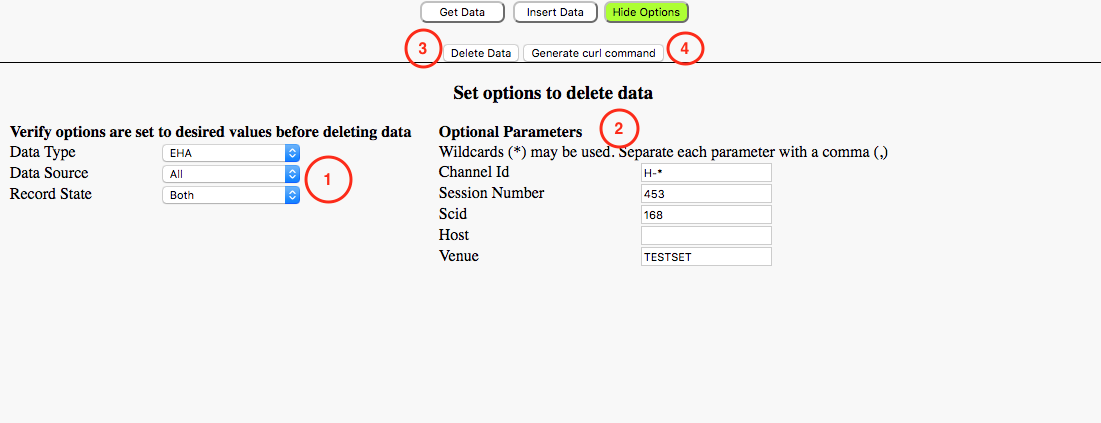 Get Data Insert Data Hide Options
3 Delete Data Generate curl command 4
Set options to delete data
Verify options are set to desired values before deleting data
Data Type EHA
Data Source All
Record State Both
1
Optional Parameters 2
Wildcards (*) may be used. Separate each parameter with a comma (,)
Channel Id H-*
Session Number 453
Scid 168
Host
Venue TESTSET